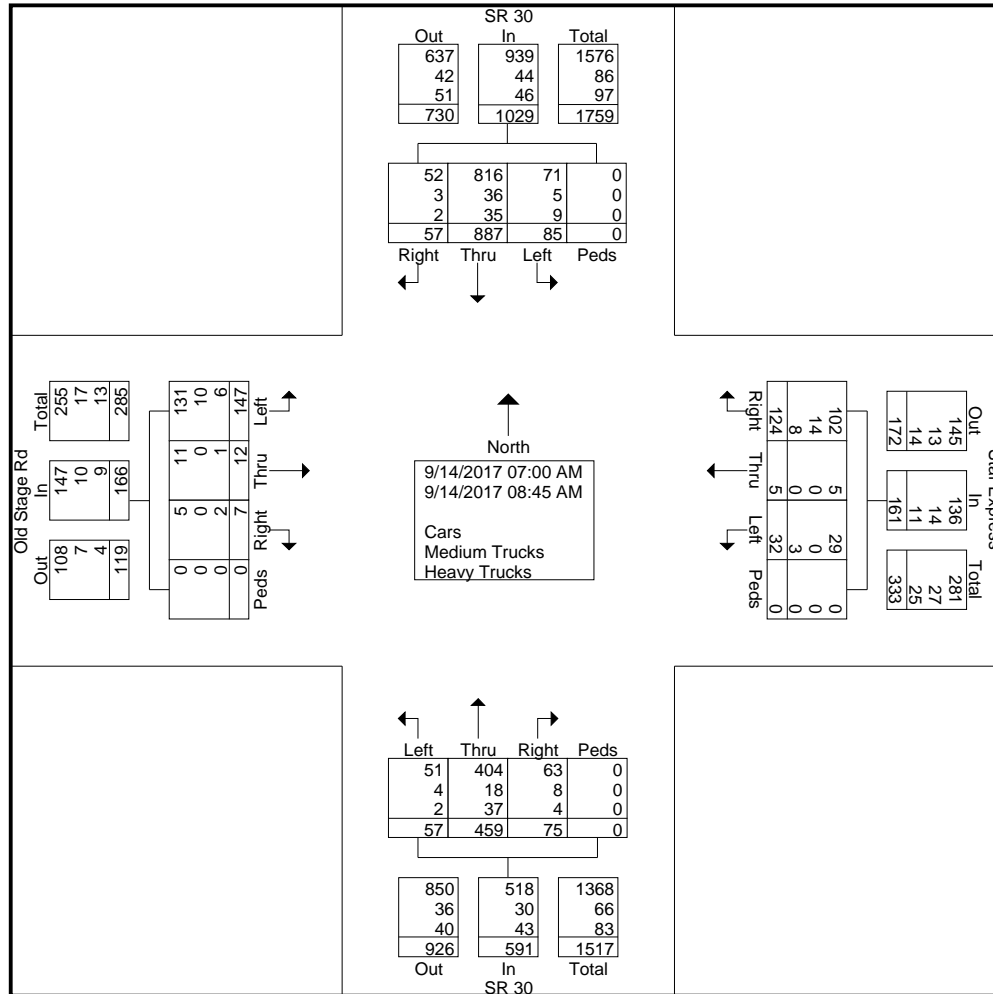 SR 30
Out In Total
637 939 1576
42 44 86
51 46 97
730 1029 1759
52 816 71 0
3 36 5 0
2 35 9 0
57 887 85 0
Right Thru Left Peds
Old Stage Rd
Total In Out
255 147 108
17 10 7
13 9 4
285 166 119
131 11 5 0
10 0 0 0
6 1 2 0
147 12 7 0
Left Thru Right Peds
North
9/14/2017 07:00 AM
9/14/2017 08:45 AM
Cars
Medium Trucks
Heavy Trucks
Right Thru Left Peds
124 5 32 0
8 0 3 0
14 0 0 0
102 5 29 0
Out In Total
172 161 333
14 11 25
13 14 27
145 136 281
Left Thru Right Peds
51 404 63 0
4 18 8 0
2 37 4 0
57 459 75 0
850 518 1368
36 30 66
40 43 83
926 591 1517
Out In Total
SR 30